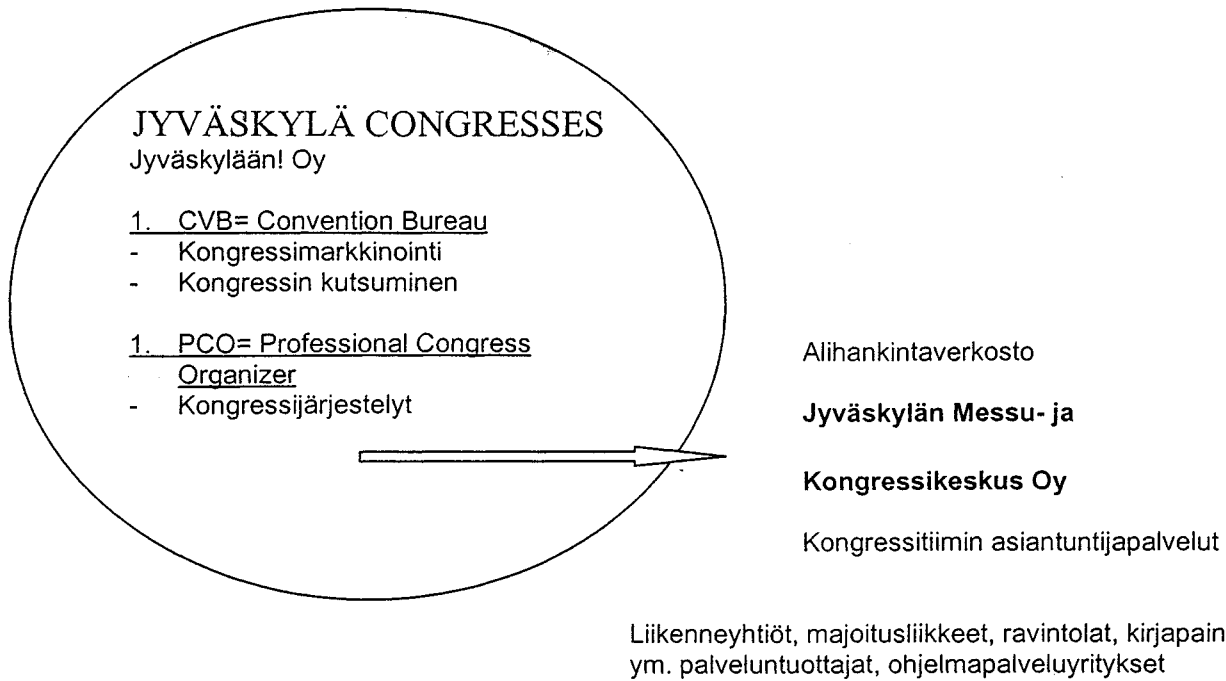 JYVÄSKYLÄ CONGRESSES
Jyväskylään! Oy
1. CVB= Convention Bureau
- Kongressimarkkinointi
- Kongressin kutsuminen
1. PCO= Professional Congress
Organizer
- Kongressijärjestelyt
Alihankintaverkosto
Jyväskylän Messu- ja
Kongressikeskus Oy
Kongressitiimin asiantuntijapalvelut
Liikenneyhtiöt, majoitusliikkeet, ravintolat, kirjapain
ym. palveluntuottajat, ohjelmapalveluyritykset